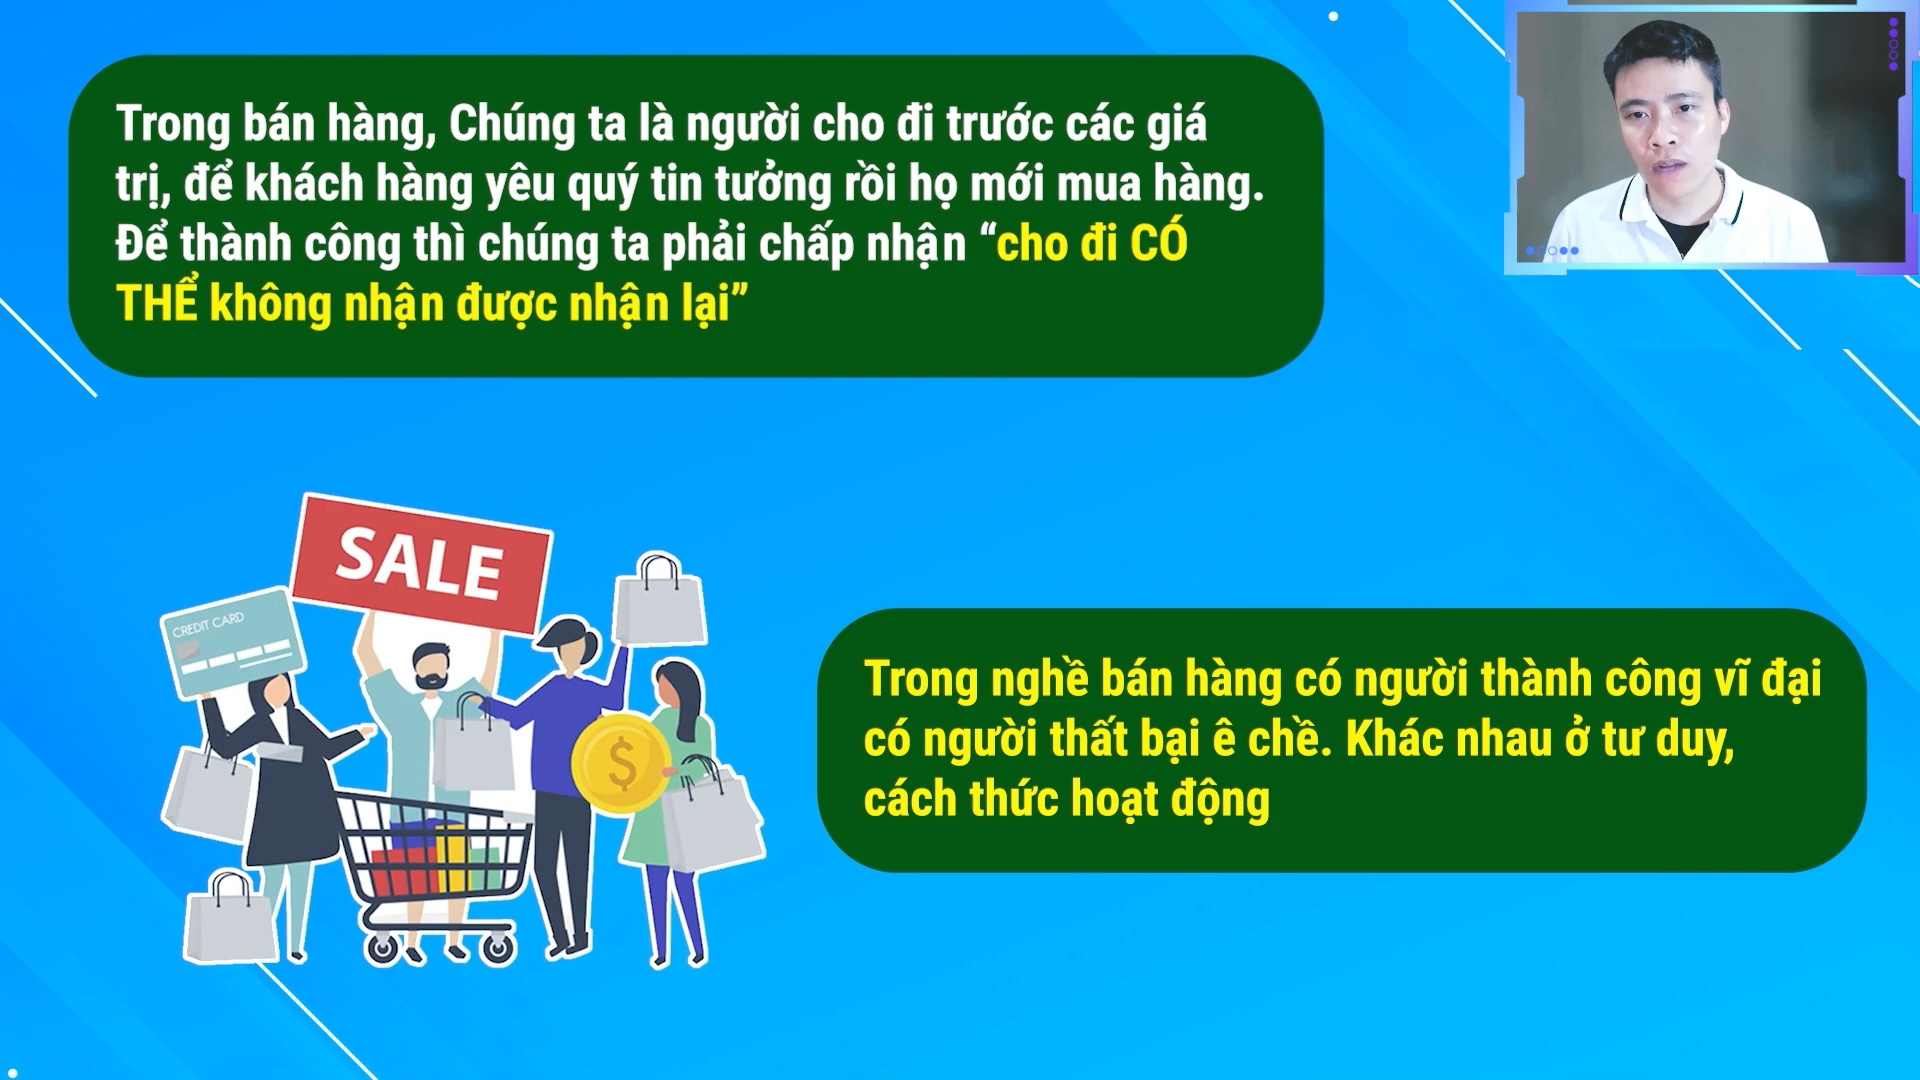 Trong bán hàng, Chúng ta là người cho đi trước các giá
trị, để khách hàng yêu quý tin tưởng rồi họ mới mua hàng.
Để thành công thì chúng ta phải chấp nhận “cho đi CÓ
THỂ không nhận được nhận lại”
SALE
CREDIT CARD
$
Trong nghề bán hàng có người thành công vĩ đại
có người thất bại ê chề. Khác nhau ở tư duy,
cách thức hoạt động